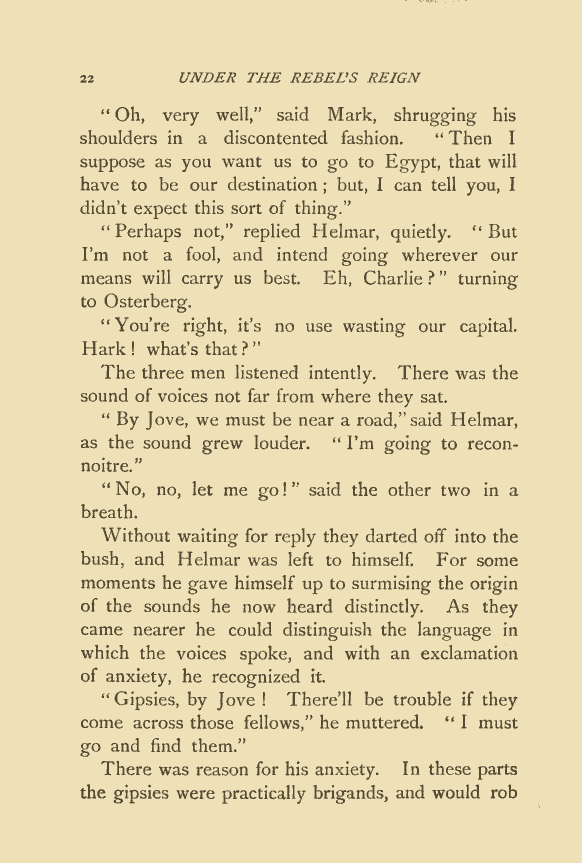 22 UNDER THE REBEL'S REIGN
“Oh, very well,” said Mark, shrugging his
shoulders in a discontented fashion. “Then I
suppose as you want us to go to Egypt, that will
have to be our destination; but, I can tell you, I
didn't expect this sort of thing.”
“Perhaps not,” replied Helmar, quietly. “But
I'm not a fool, and intend going wherever our
means will carry us best. Eh, Charlie?” turning
to Osterberg.
“You're right, it's no use wasting our capital.
Hark! what's that?”
The three men listened intently. There was the
sound of voices not far from where they sat.
“By Jove, we must be near a road,” said Helmar,
as the sound grew louder. “I'm going to recon-
noitre.”
“No, no, let me go!” said the other two in a
breath.
Without waiting for reply they darted off into the
bush, and Helmar was left to himself. For some
moments he gave himself up to surmising the origin
of the sounds he now heard distinctly. As they
came nearer he could distinguish the language in
which the voices spoke, and with an exclamation
of anxiety, he recognized it.
“Gipsies, by Jove! There'll be trouble if they
come across those fellows,” he muttered. “I must
go and find them.”
There was reason for his anxiety. In these parts
the gipsies were practically brigands, and would rob